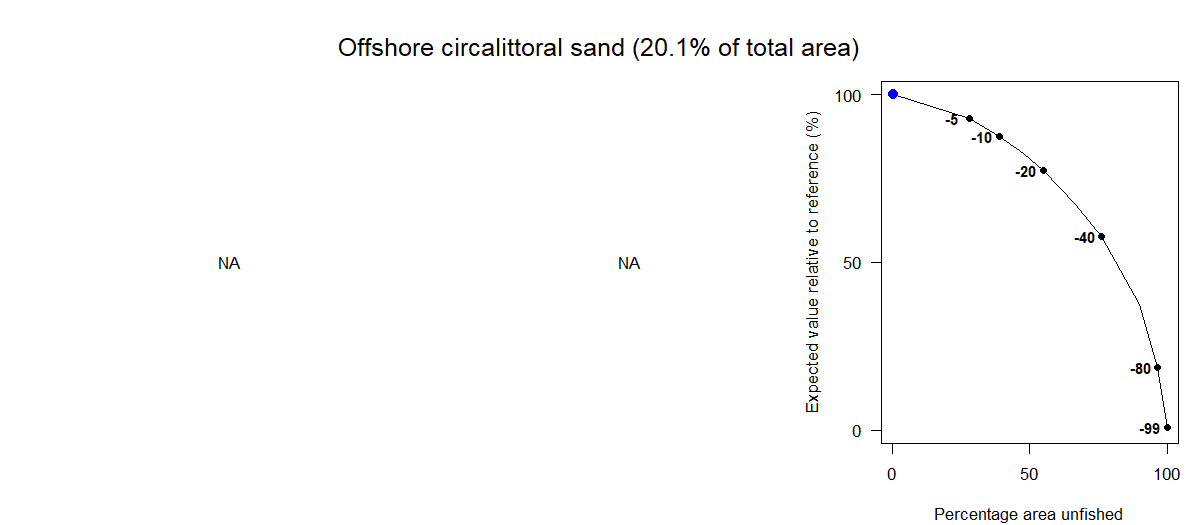 Offshore circalittoral sand (20.1% of total area)
NA
NA
Expected value relative to reference (%)
100
50
0
-5
-10
-20
-40
-80
-99
0 50 100
Percentage area unfished